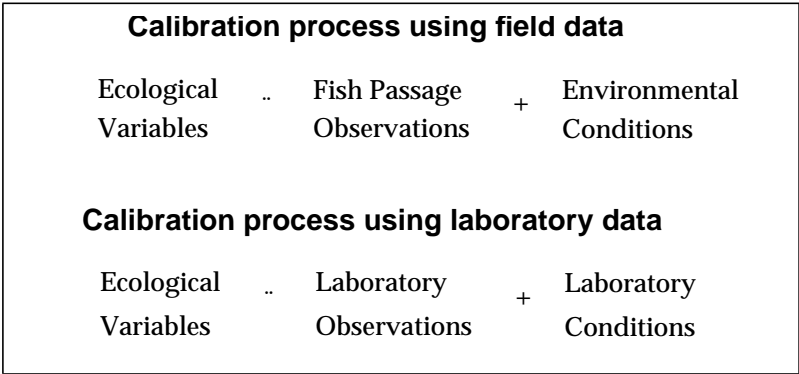 Calibration process using field data
Ecological .. Fish Passage + Environmental
Variables Observations Conditions
Calibration process using laboratory data
Ecological .. Laboratory + Laboratory
Variables Observations Conditions